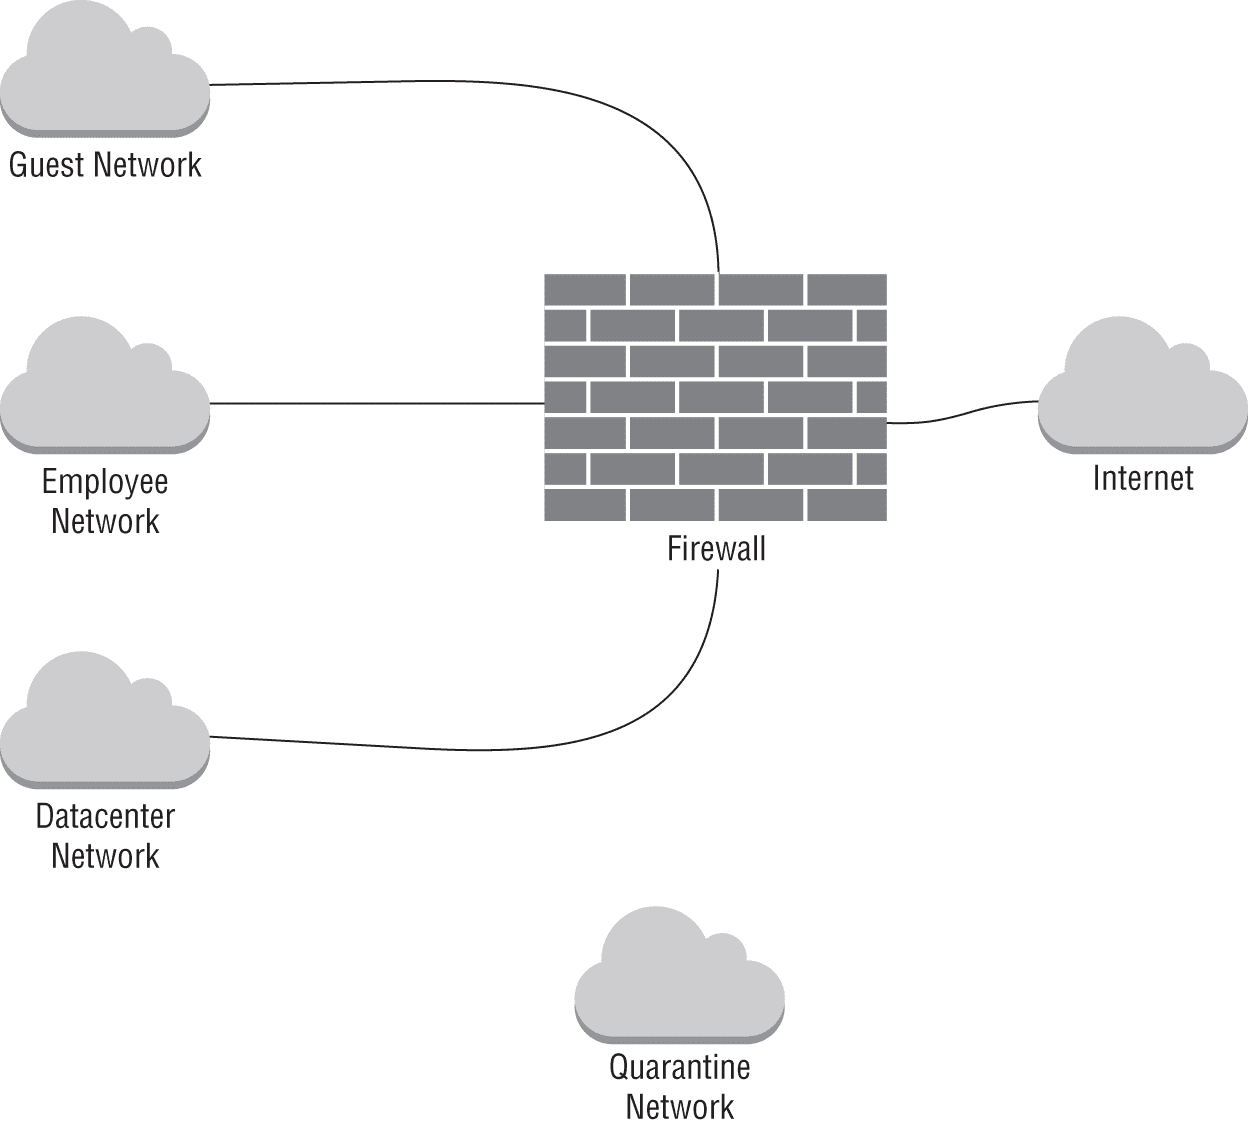 Guest Network
Employee
Network
Firewall
Internet
Datacenter
Network
Quarantine
Network